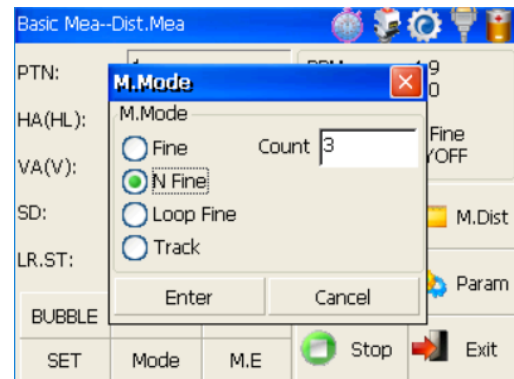 Basic Mea--Dist.Mea
PTN:
M.Mode
HA(HL):
M.Mode
Fine
Count 3
Fine
OFF
VA(V):
N Fine
SD:
Loop Fine
M.Dist
Track
LR.ST:
Param
Enter
Cancel
BUBBLE
Stop
Exit
SET
Mode
M.E